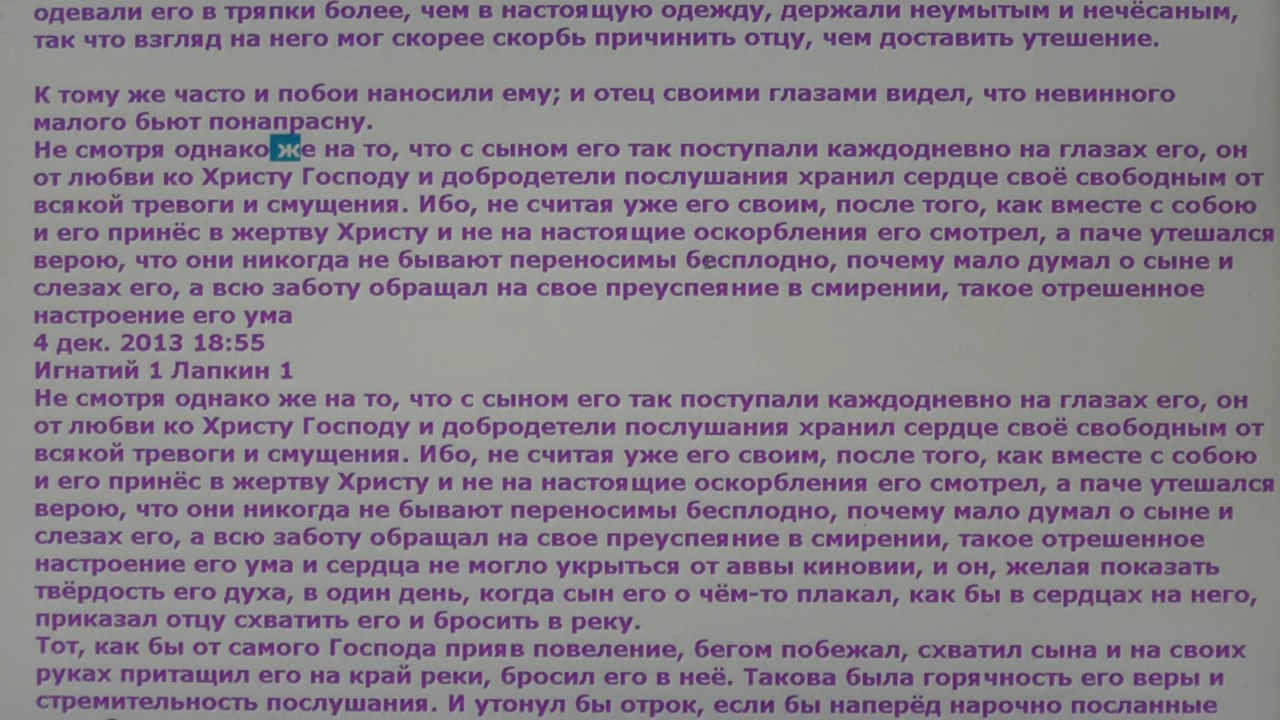 одевали его в тряпки более, чем в настоящую одежду, держали неумытым и нечёсаным,
так что взгляд на него мог скорее скорбь причинить отцу, чем доставить утешение.
К тому же часто и побои наносили ему; и отец своими глазами видел, что невинного
малого бьют понапрасну.
Не смотря однако же на то, что с сыном его так поступали каждодневно на глазах его, он
от любви ко Христу Господу и добродетели послушания хранил сердце своё свободным от
всякой тревоги и смущения. Ибо, не считая уже его своим, после того, как вместе с собою
и его принёс в жертву Христу и не на настоящие оскорбления его смотрел, а паче утешался
верою, что они никогда не бывают переносимы бесплодно, почему мало думал о сыне и
слезах его, а всю заботу обращал на свое преуспеяние в смирении, такое отрешенное
настроение его ума
4 дек. 2013 18:55
Игнатий 1 Лапкин 1
Не смотря однако же на то, что с сыном его так поступали каждодневно на глазах его, он
от любви ко Христу Господу и добродетели послушания хранил сердце своё свободным от
всякой тревоги и смущения. Ибо, не считая уже его своим, после того, как вместе с собою
и его принёс в жертву Христу и не на настоящие оскорбления его смотрел, а паче утешался
верою, что они никогда не бывают переносимы бесплодно, почему мало думал о сыне и
слезах его, а всю заботу обращал на свое преуспеяние в смирении, такое отрешенное
настроение его ума и сердца не могло укрыться от аввы киновии, и он, желая показать
твёрдость его духа, в один день, когда сын его о чём-то плакал, как бы в сердцах на него,
приказал отцу схватить его и бросить в реку.
Тот, как бы от самого Господа прияв повеление, бегом побежал, схватил сына и на своих
руках притащил его на край реки, бросил его в неё. Такова была горячность его веры и
стремительность послушания. И утонул бы отрок, если бы наперёд нарочно посланные